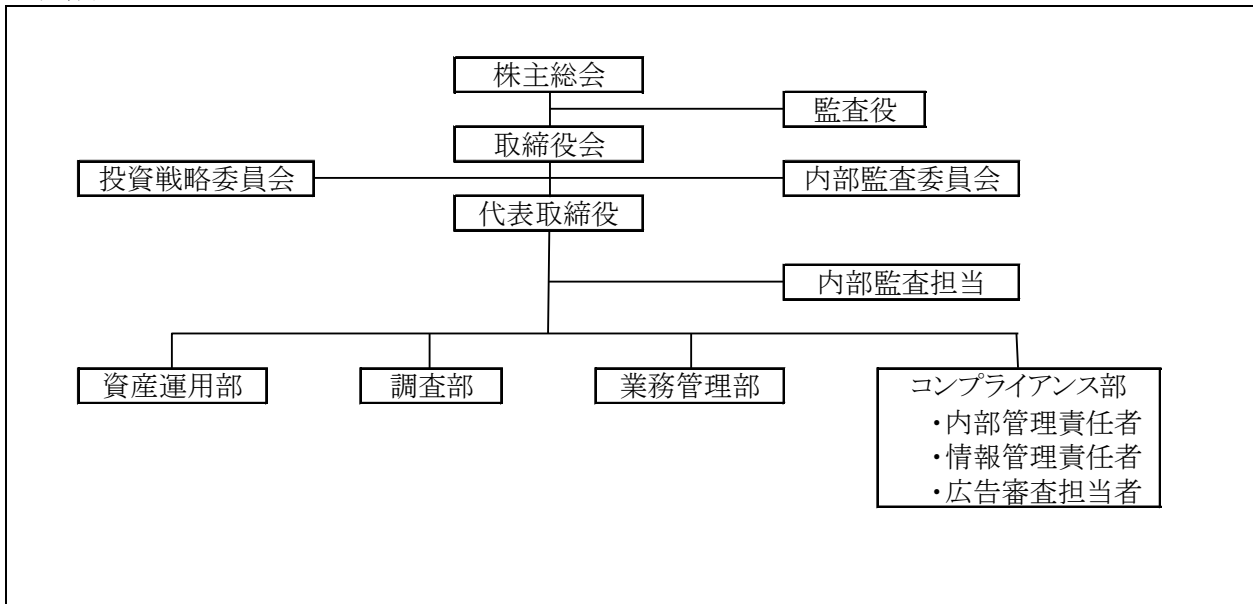 株主総会
監査役
取締役会
投資戦略委員会
内部監査委員会
代表取締役
内部監査担当
資産運用部
調査部
業務管理部
コンプライアンス部
・内部管理責任者
・情報管理責任者
・広告審査担当者